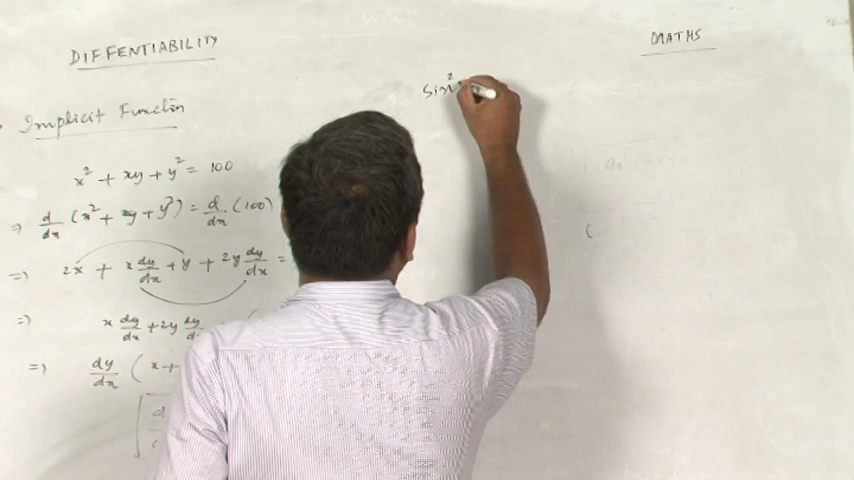 DIFFENTIABILITY
MATHS
Implicit Function
x² + xy + y² = 100
⇒ d/dx (x² + xy + y²) = d/dx (100)
⇒ 2x + x dy/dx + y + 2y dy/dx =
⇒ x dy/dx + 2y dy/d
⇒ dy/dx ( x+
Sin²